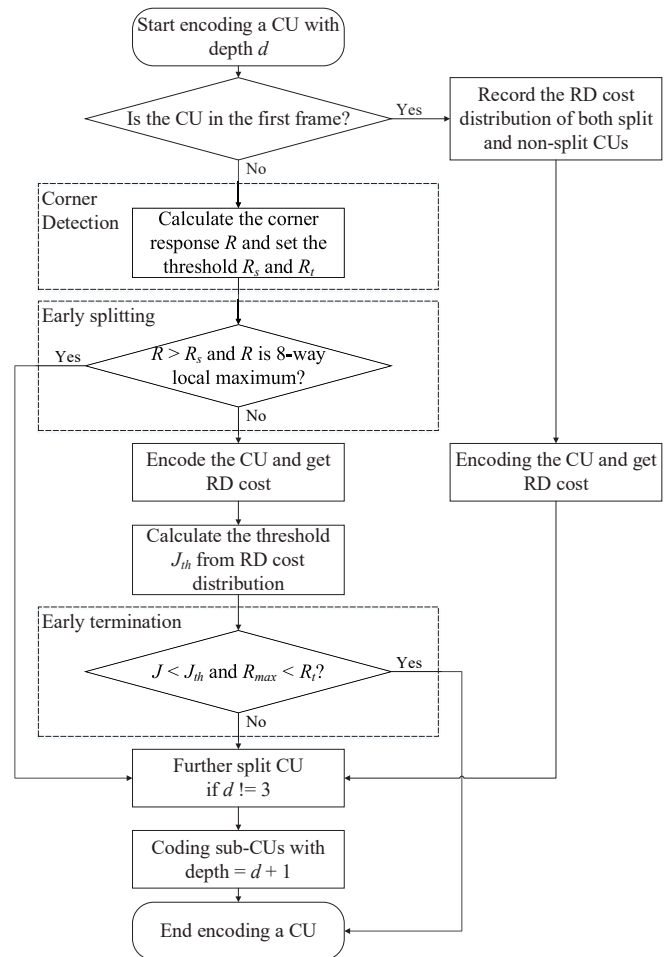 Start encoding a CU with
depth d
Is the CU in the first frame?
Yes
Record the RD cost
distribution of both split
and non-split CUs
No
Corner
Detection
Calculate the corner
response R and set the
threshold Rs and Rt
Early splitting
Yes
R > Rs and R is 8-way
local maximum?
No
Encode the CU and get
RD cost
Encoding the CU and get
RD cost
Calculate the threshold
Jth from RD cost
distribution
Early termination
J < Jth and Rmax < Rt?
Yes
No
Further split CU
if d != 3
Coding sub-CUs with
depth = d + 1
End encoding a CU